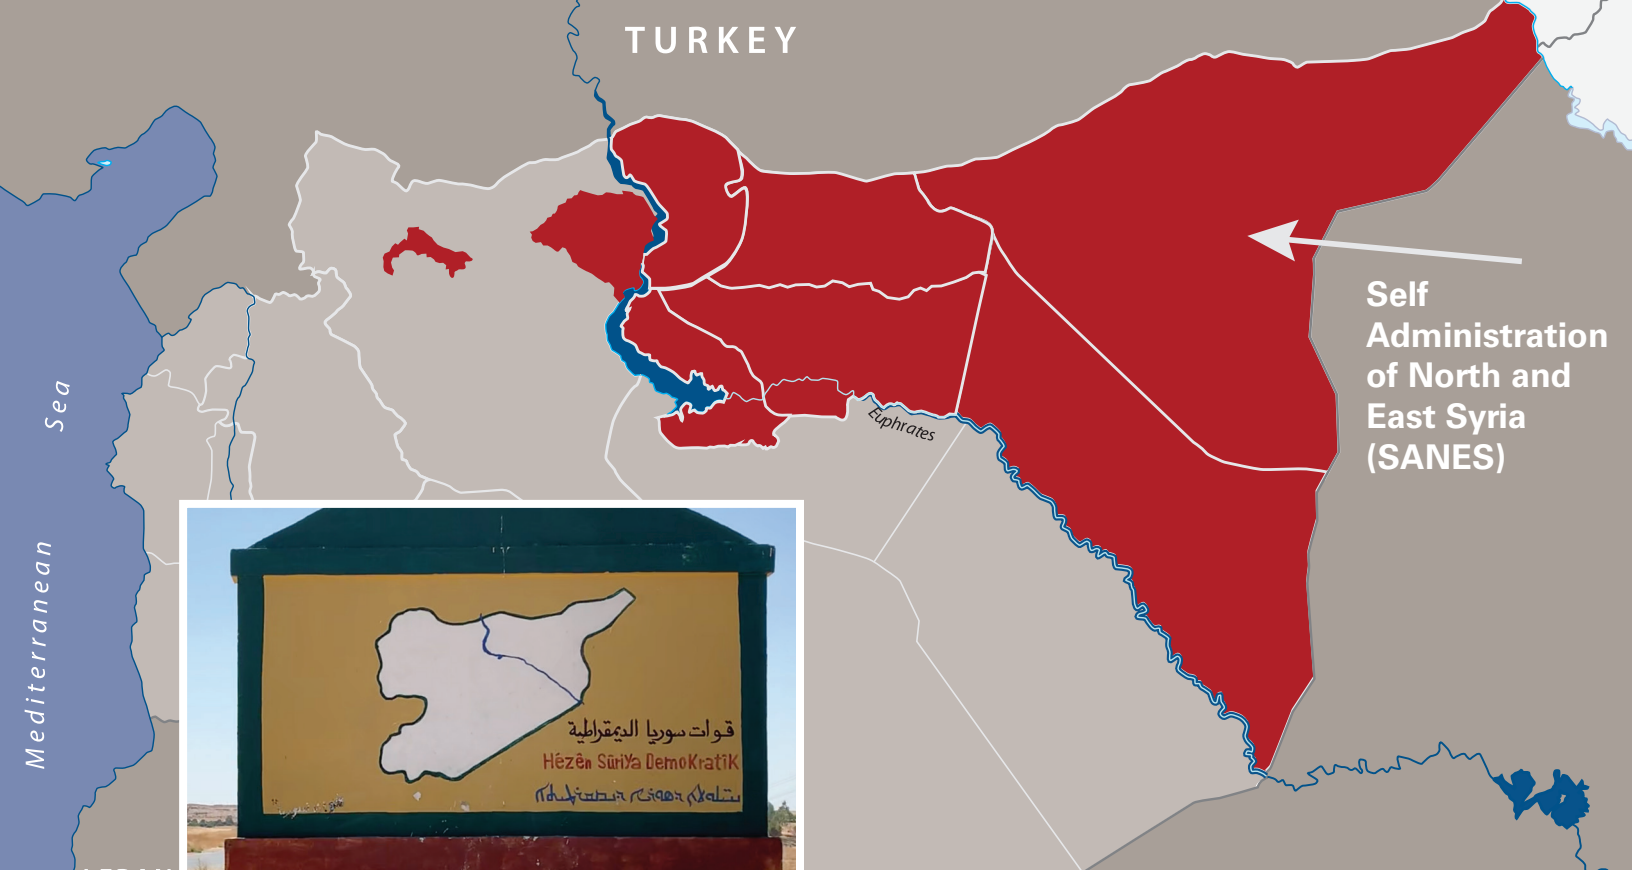 TURKEY
Self
Administration
of North and
East Syria
(SANES)
Euphrates
Mediterranean Sea
قوات سوريا الديمقراطية
Hêzên Sûriya Demokratîk